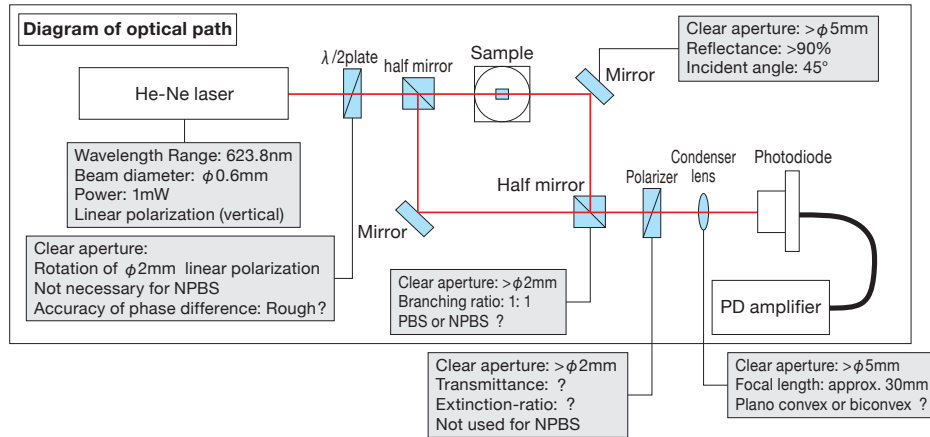 Diagram of optical path
He-Ne laser
λ/2plate
half mirror
Sample
Mirror
Clear aperture: >φ5mm
Reflectance: >90%
Incident angle: 45°
Wavelength Range: 623.8nm
Beam diameter: φ0.6mm
Power: 1mW
Linear polarization (vertical)
Mirror
Half mirror
Polarizer
Condenser
lens
Photodiode
Clear aperture:
Rotation of φ2mm linear polarization
Not necessary for NPBS
Accuracy of phase difference: Rough?
Clear aperture: >φ2mm
Branching ratio: 1: 1
PBS or NPBS ?
PD amplifier
Clear aperture: >φ2mm
Transmittance: ?
Extinction-ratio: ?
Not used for NPBS
Clear aperture: >φ5mm
Focal length: approx. 30mm
Plano convex or biconvex ?